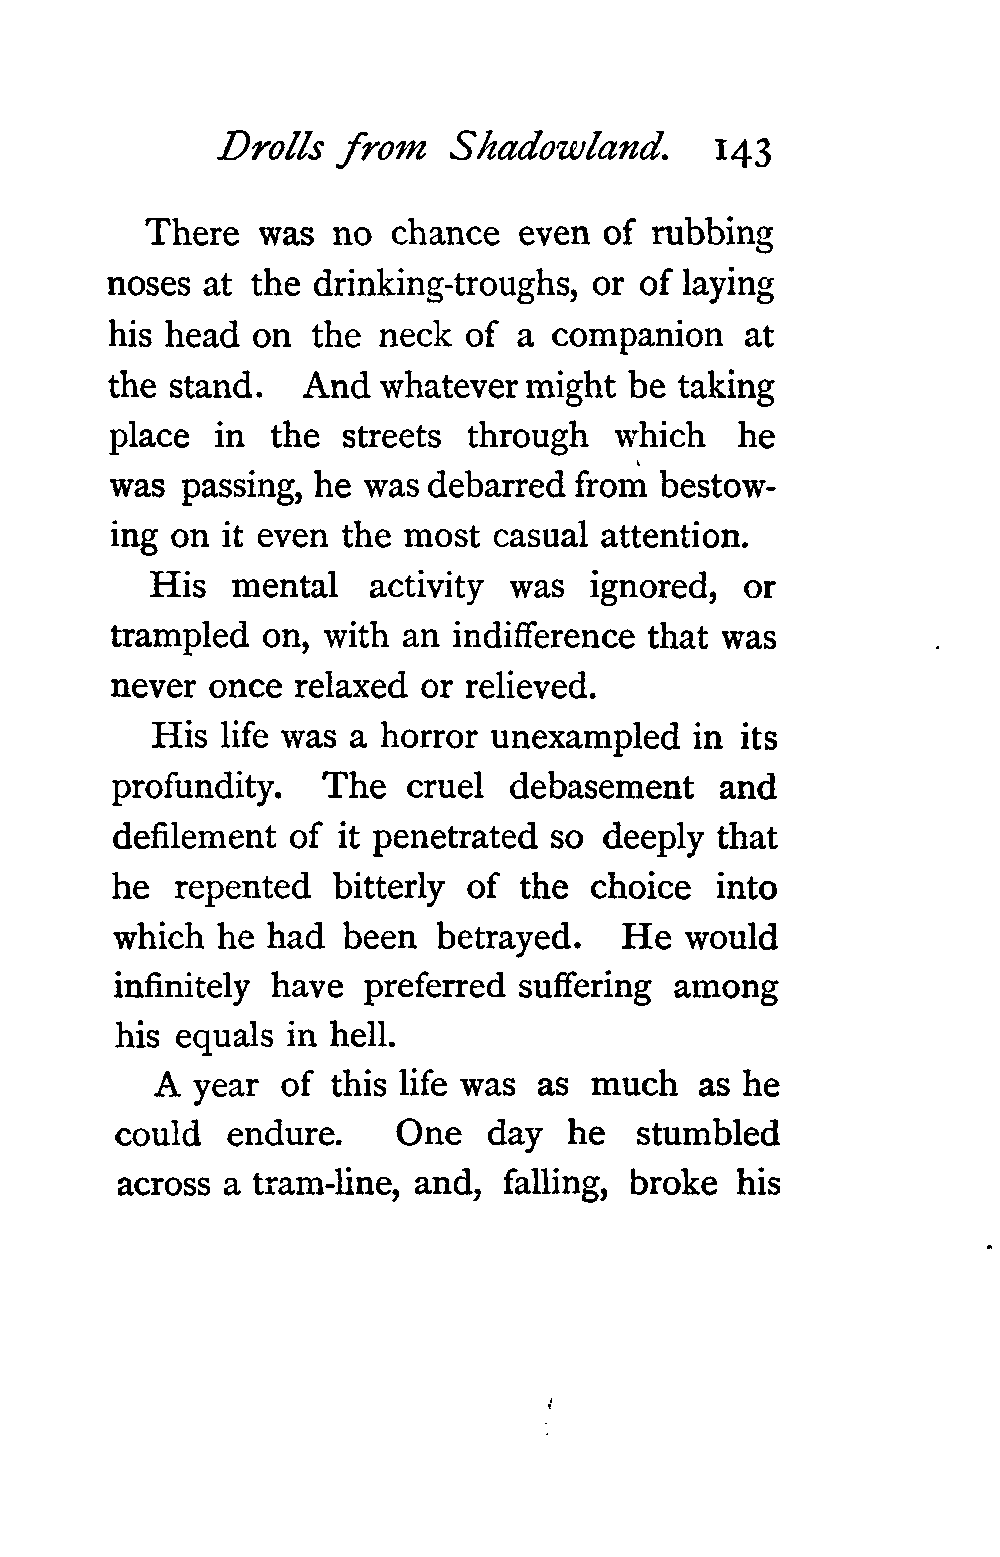 Drolls from Shadowland. 143
There was no chance even of rubbing
noses at the drinking-troughs, or of laying
his head on the neck of a companion at
the stand. And whatever might be taking
place in the streets through which he
was passing, he was debarred from bestow-
ing on it even the most casual attention.
His mental activity was ignored, or
trampled on, with an indifference that was
never once relaxed or relieved.
His life was a horror unexampled in its
profundity. The cruel debasement and
defilement of it penetrated so deeply that
he repented bitterly of the choice into
which he had been betrayed. He would
infinitely have preferred suffering among
his equals in hell.
A year of this life was as much as he
could endure. One day he stumbled
across a tram-line, and, falling, broke his